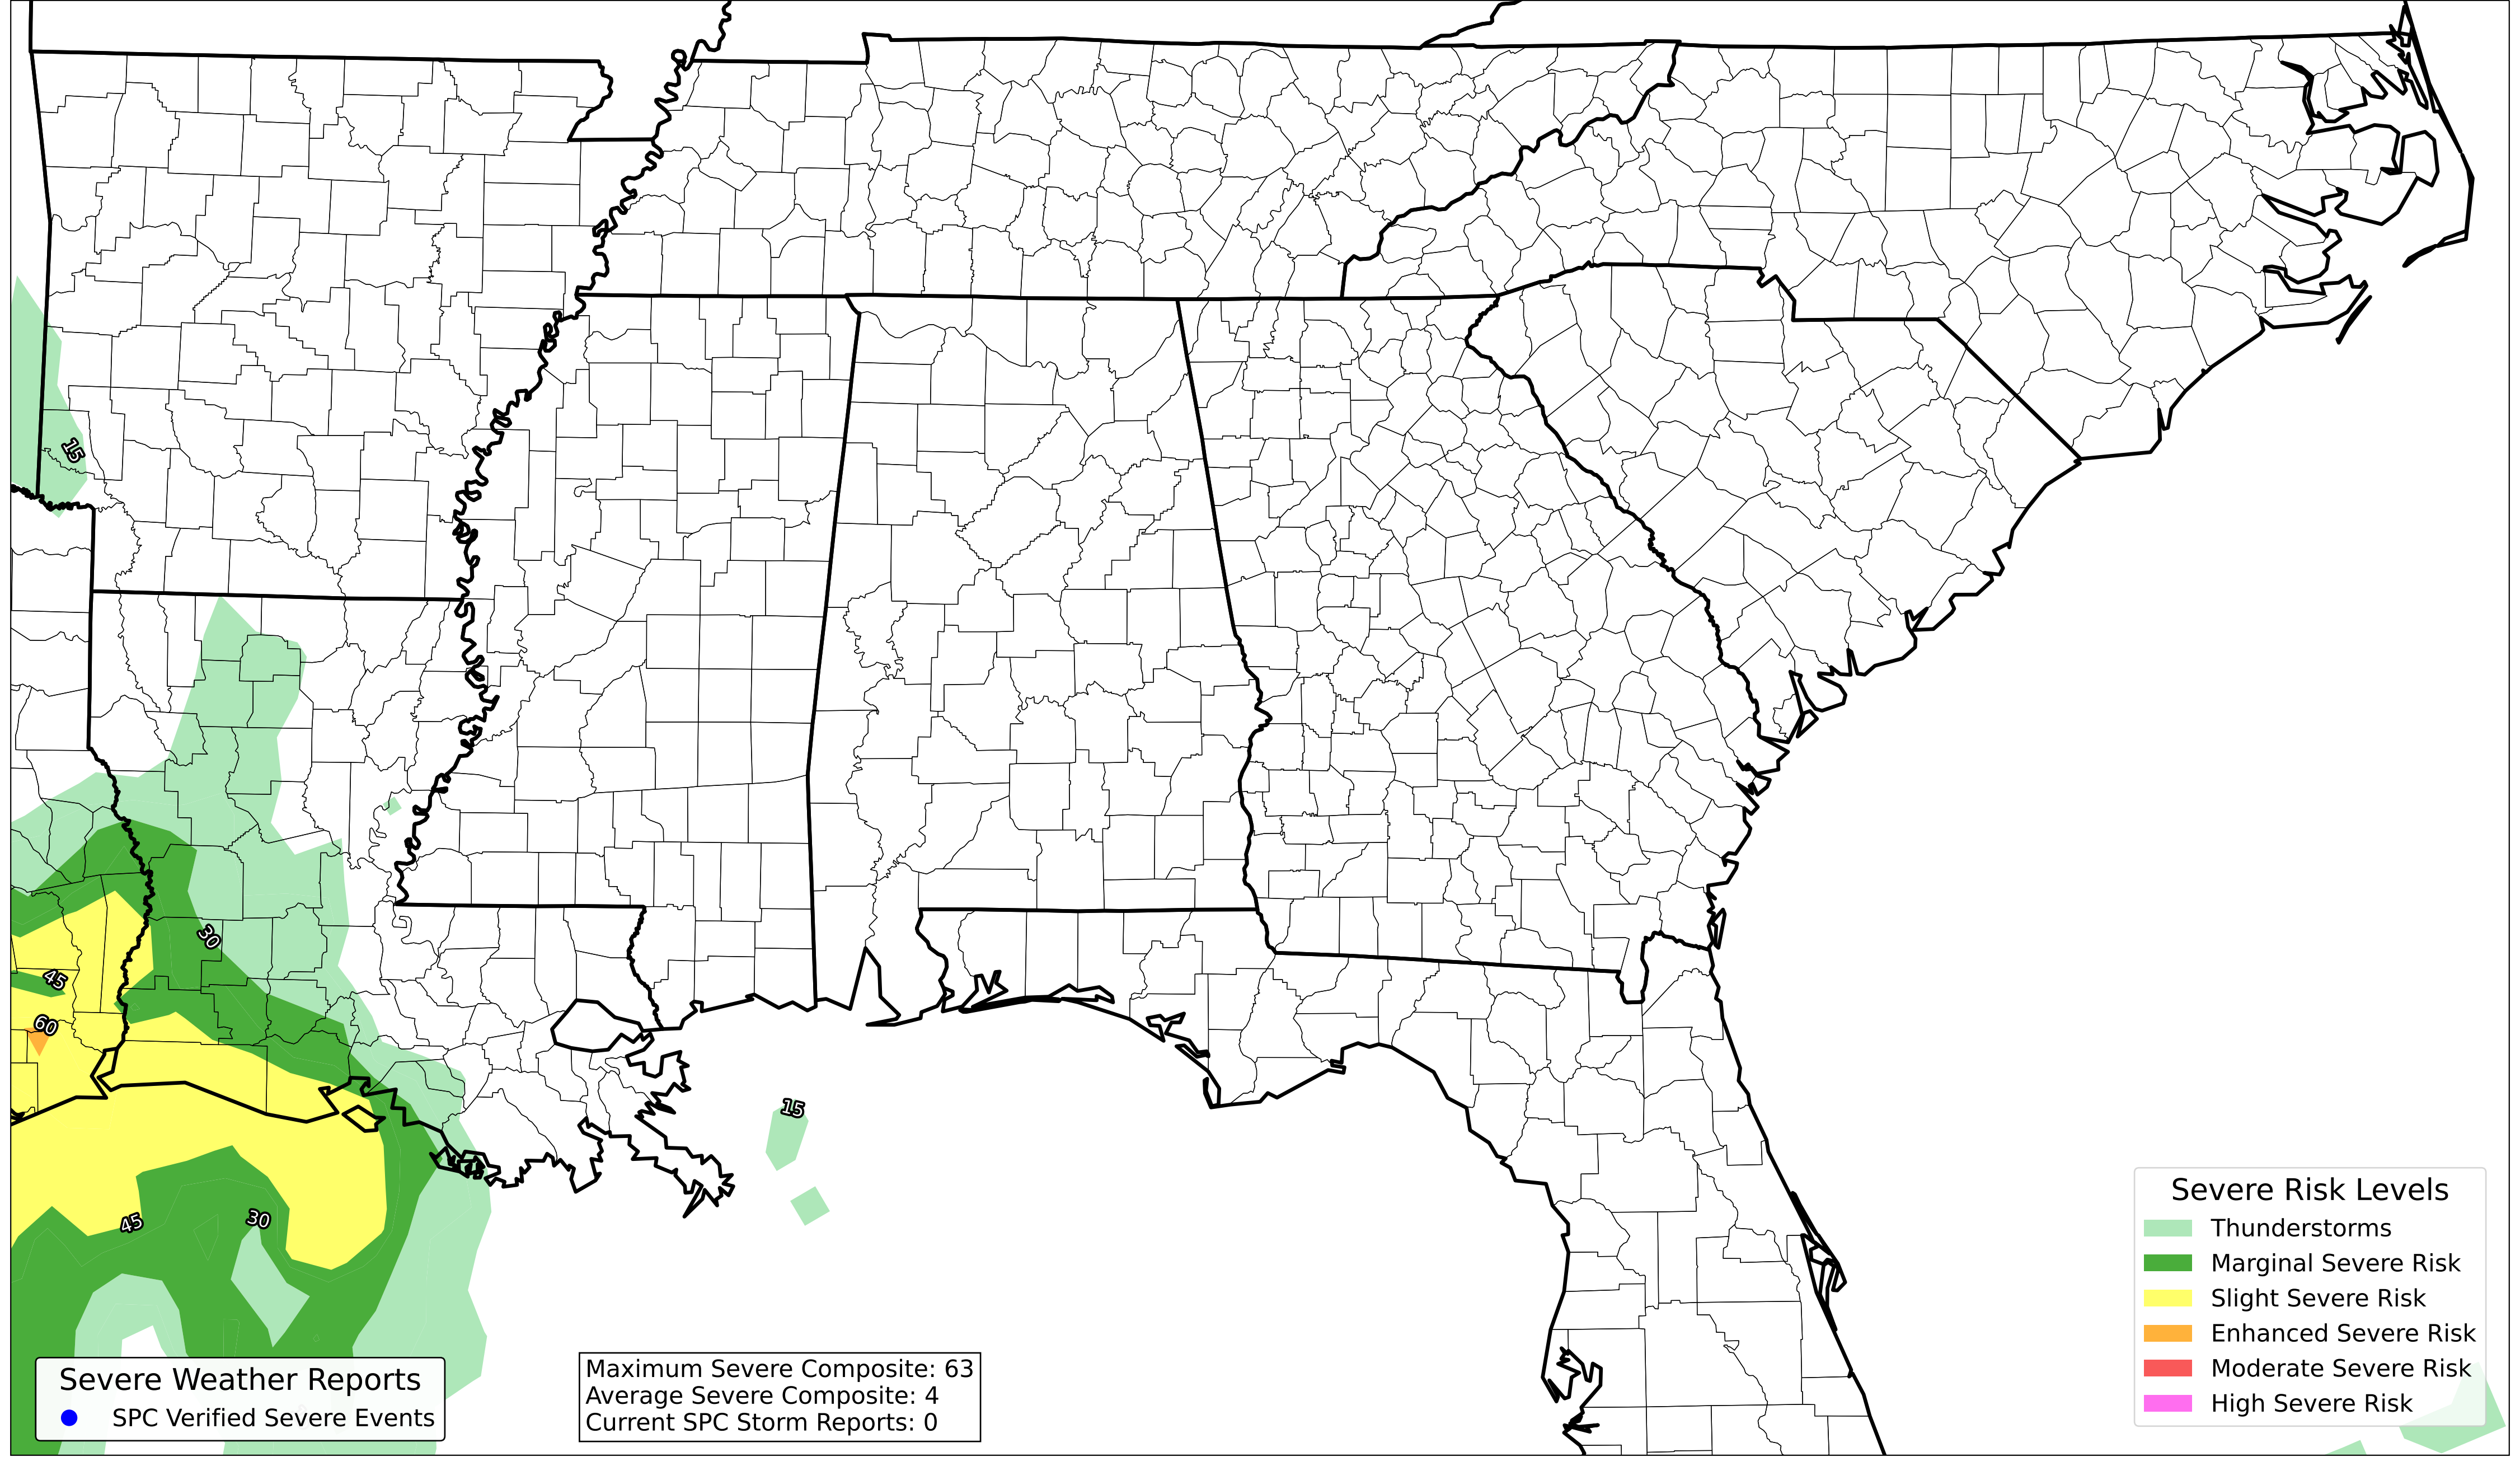 15
30
45
60
15
45
30
Severe Risk Levels
Thunderstorms
Marginal Severe Risk
Slight Severe Risk
Enhanced Severe Risk
Moderate Severe Risk
High Severe Risk
Severe Weather Reports
SPC Verified Severe Events
Maximum Severe Composite: 63
Average Severe Composite: 4
Current SPC Storm Reports: 0